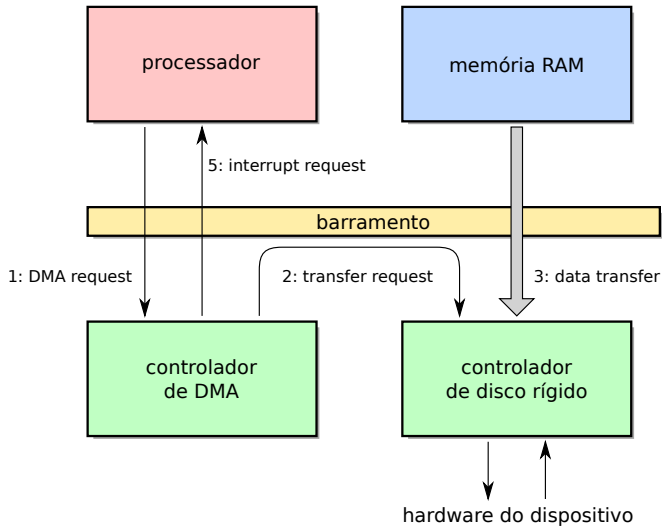 processador
memória RAM
5: interrupt request
barramento
1: DMA request
2: transfer request
3: data transfer
controlador
de DMA
controlador
de disco rígido
hardware do dispositivo